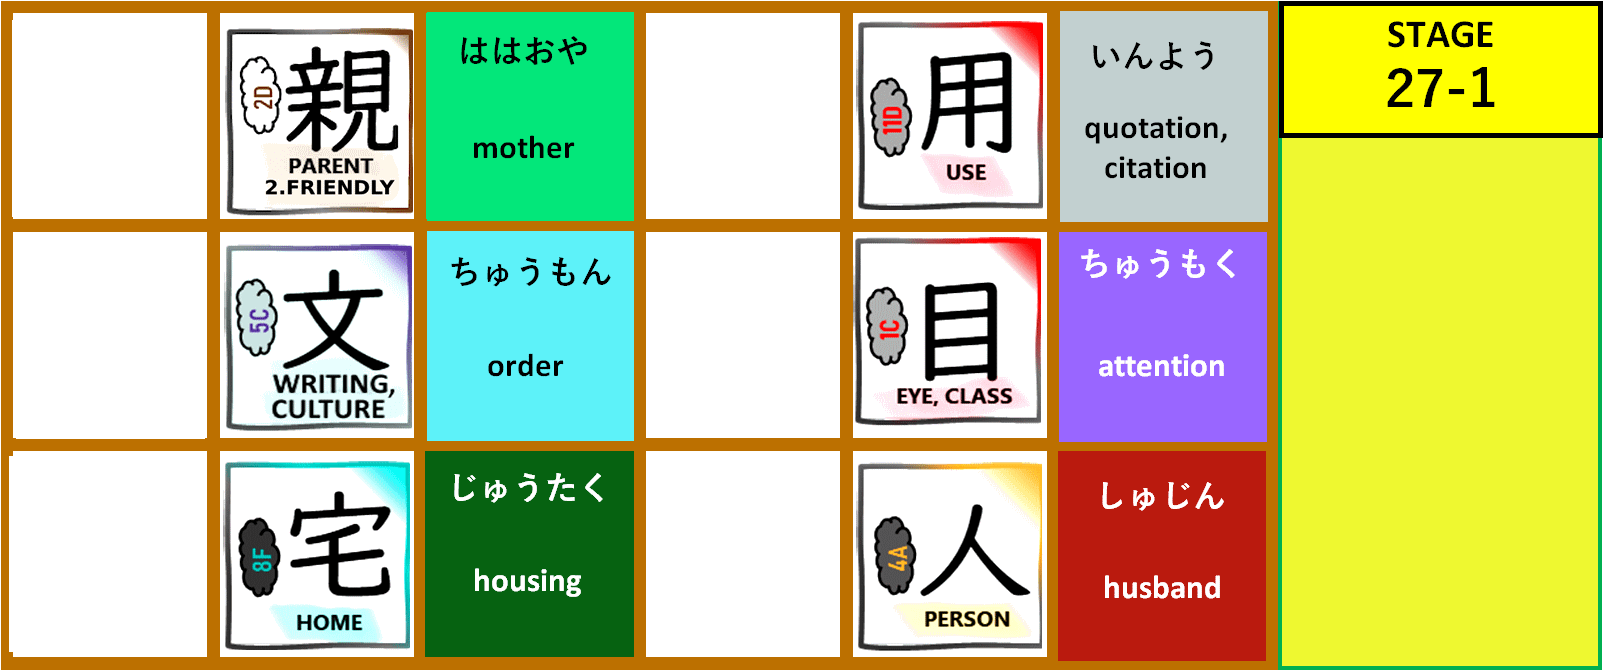 2D
親
PARENT
2.FRIENDLY
ははおや
mother
11D
用
USE
いんよう
quotation,
citation
STAGE
27-1
5C
文
WRITING,
CULTURE
ちゅうもん
order
1C
目
EYE, CLASS
ちゅうもく
attention
8F
宅
HOME
じゅうたく
housing
4A
人
PERSON
しゅじん
husband